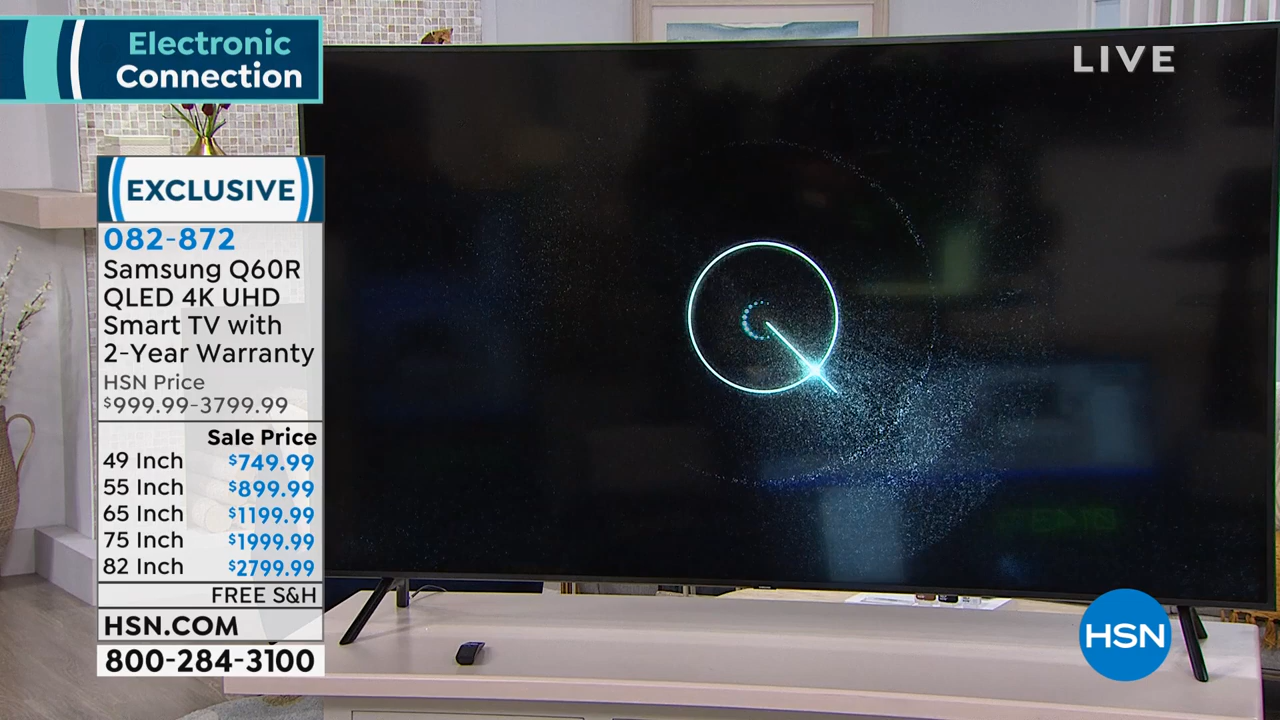 Electronic
Connection
LIVE
EXCLUSIVE
082-872
Samsung Q60R
QLED 4K UHD
Smart TV with
2-Year Warranty
HSN Price
$999.99-3799.99
Sale Price
49 Inch $749.99
55 Inch $899.99
65 Inch $1199.99
75 Inch $1999.99
82 Inch $2799.99
FREE S&H
HSN.COM
800-284-3100
HSN